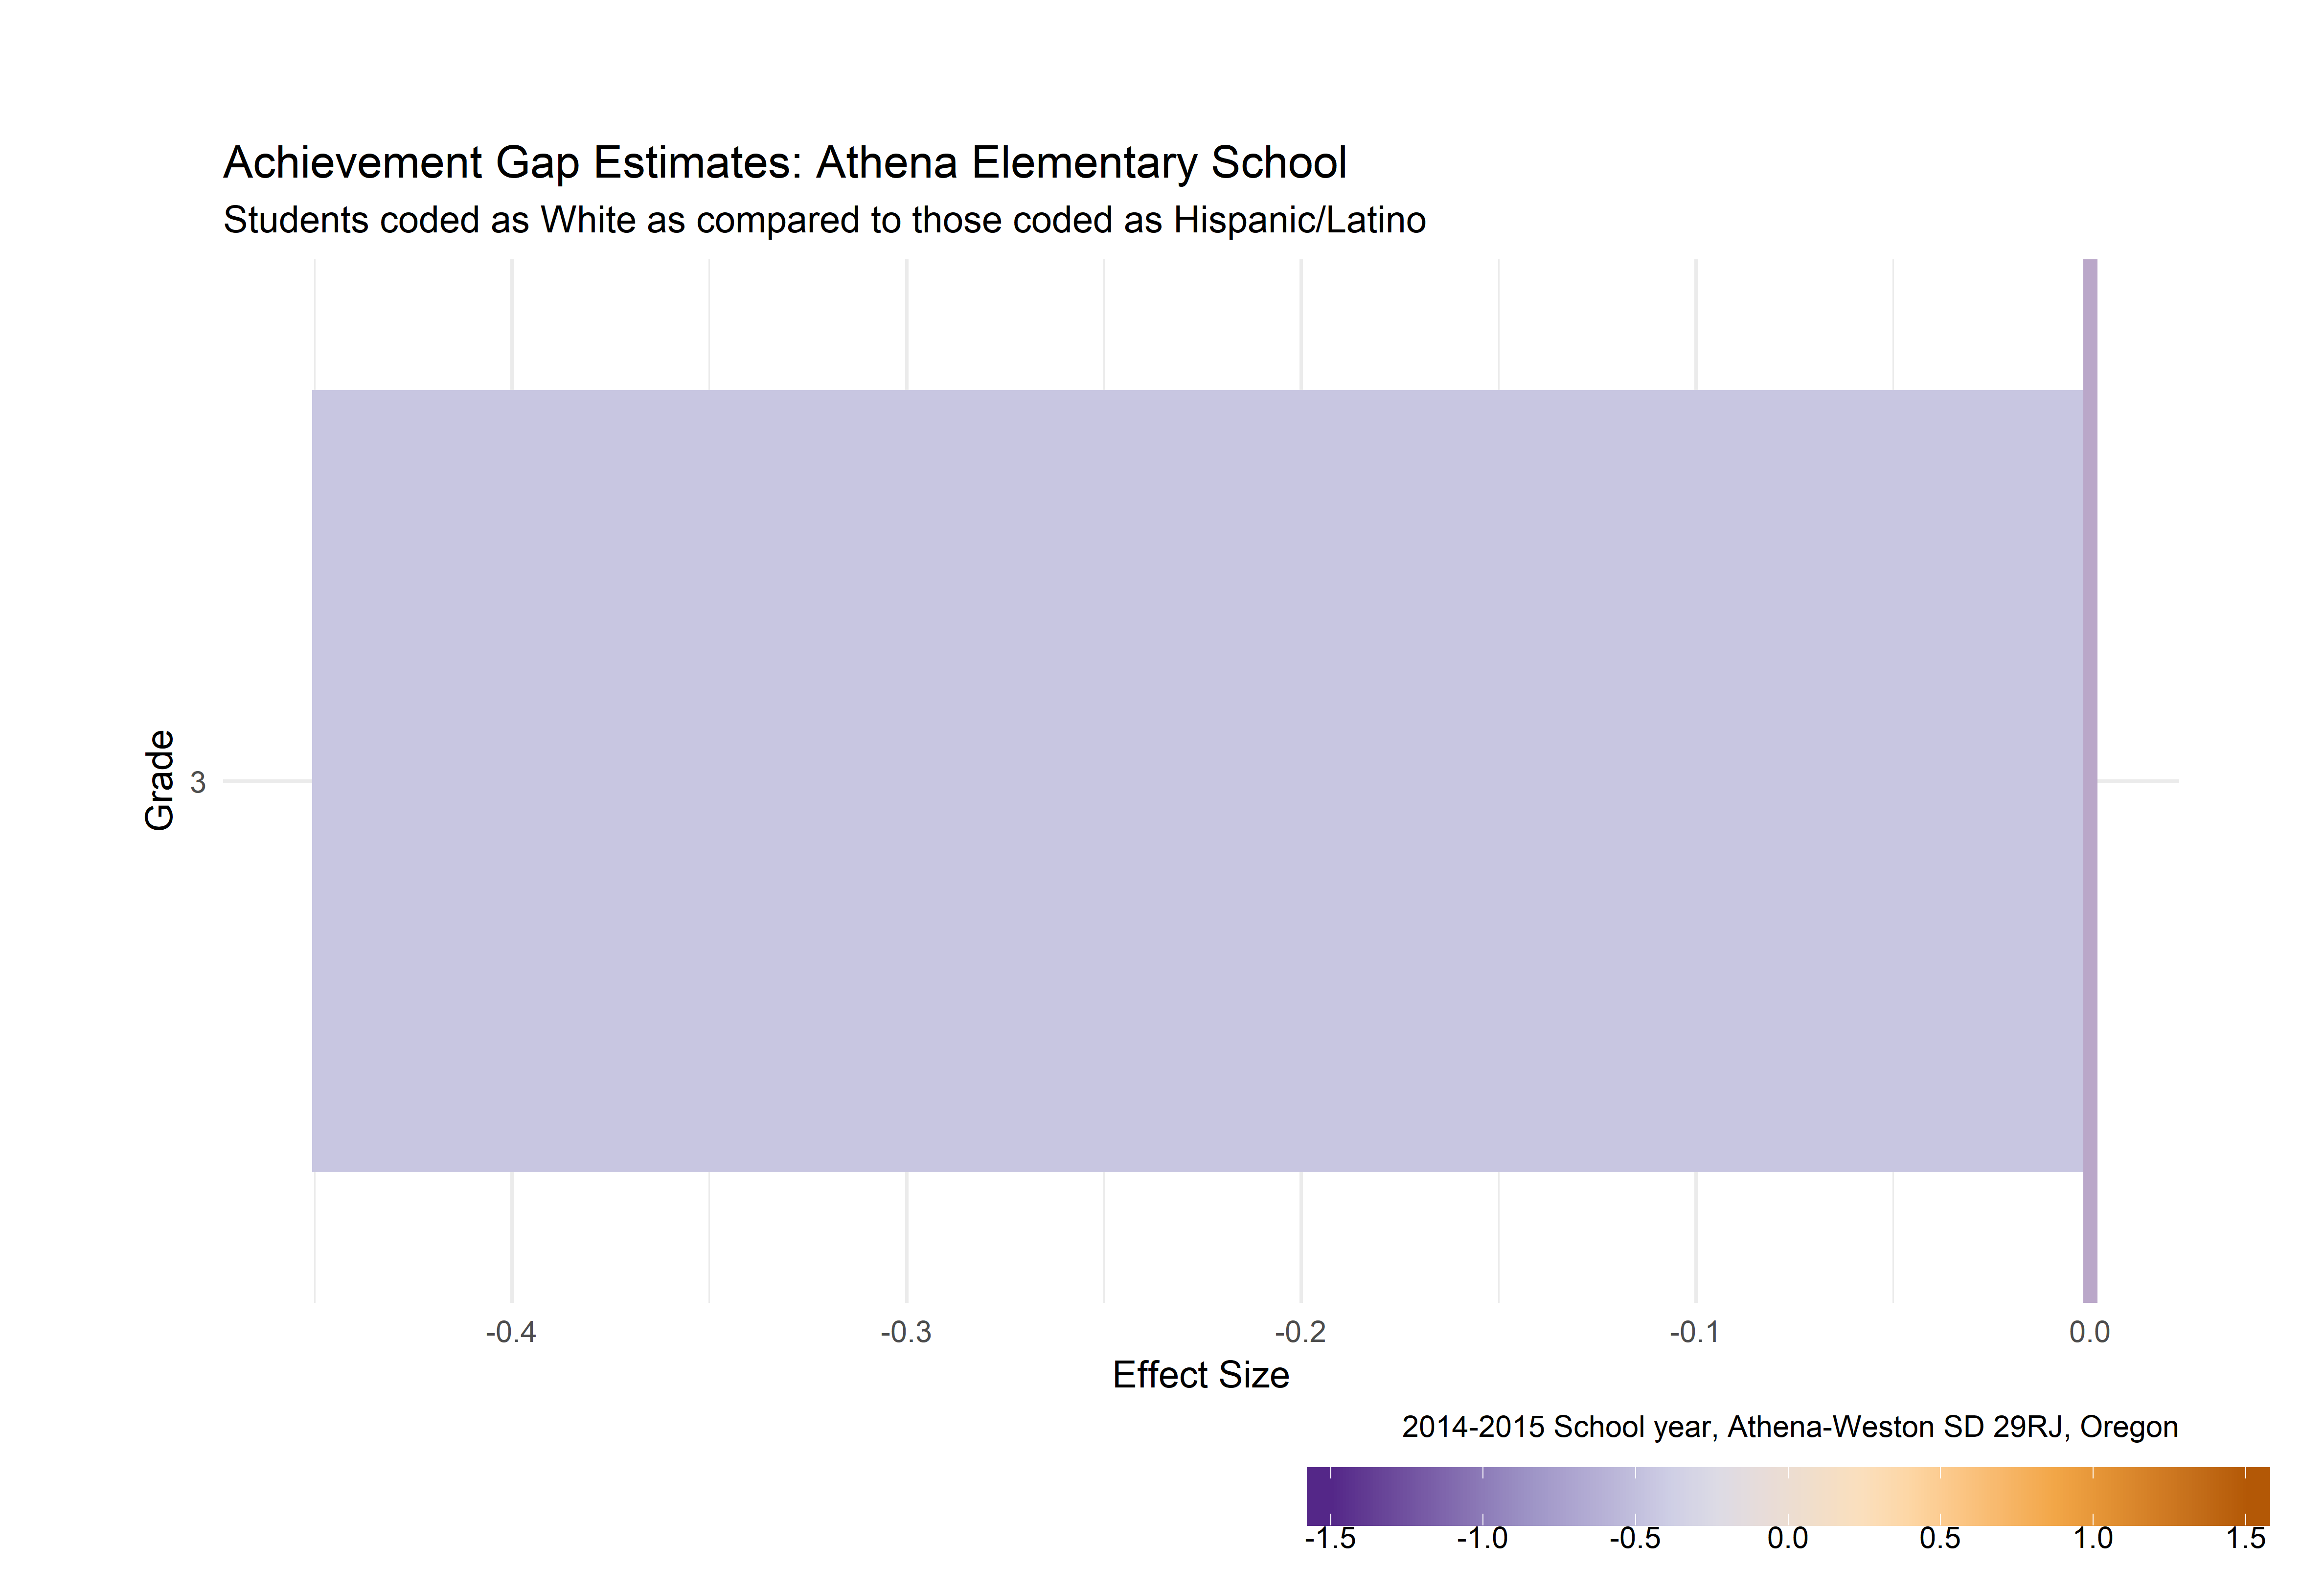 Achievement Gap Estimates: Athena Elementary School
Students coded as White as compared to those coded as Hispanic/Latino
Grade
3
-0.4 -0.3 -0.2 -0.1 0.0
Effect Size
2014-2015 School year, Athena-Weston SD 29RJ, Oregon
-1.5 -1.0 -0.5 0.0 0.5 1.0 1.5